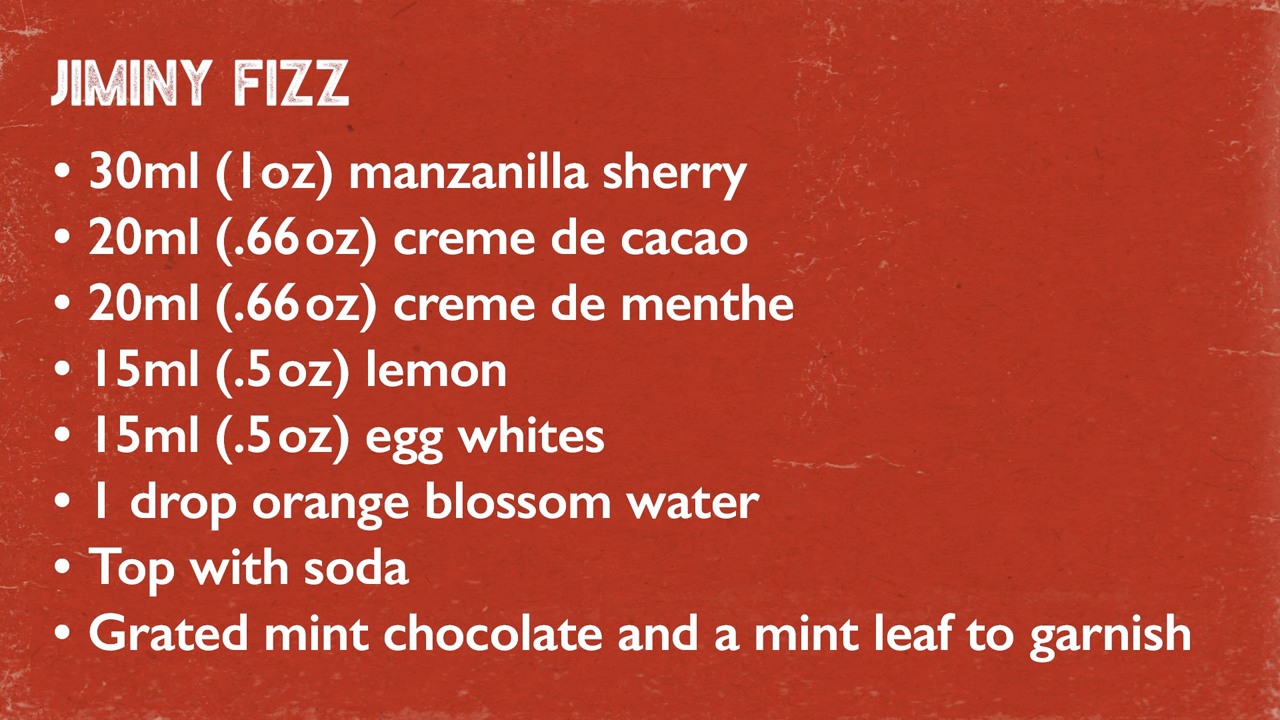 JIMINY FIZZ
• 30ml (1oz) manzanilla sherry
• 20ml (.66oz) creme de cacao
• 20ml (.66oz) creme de menthe
• 15ml (.5oz) lemon
• 15ml (.5oz) egg whites
• 1 drop orange blossom water
• Top with soda
• Grated mint chocolate and a mint leaf to garnish